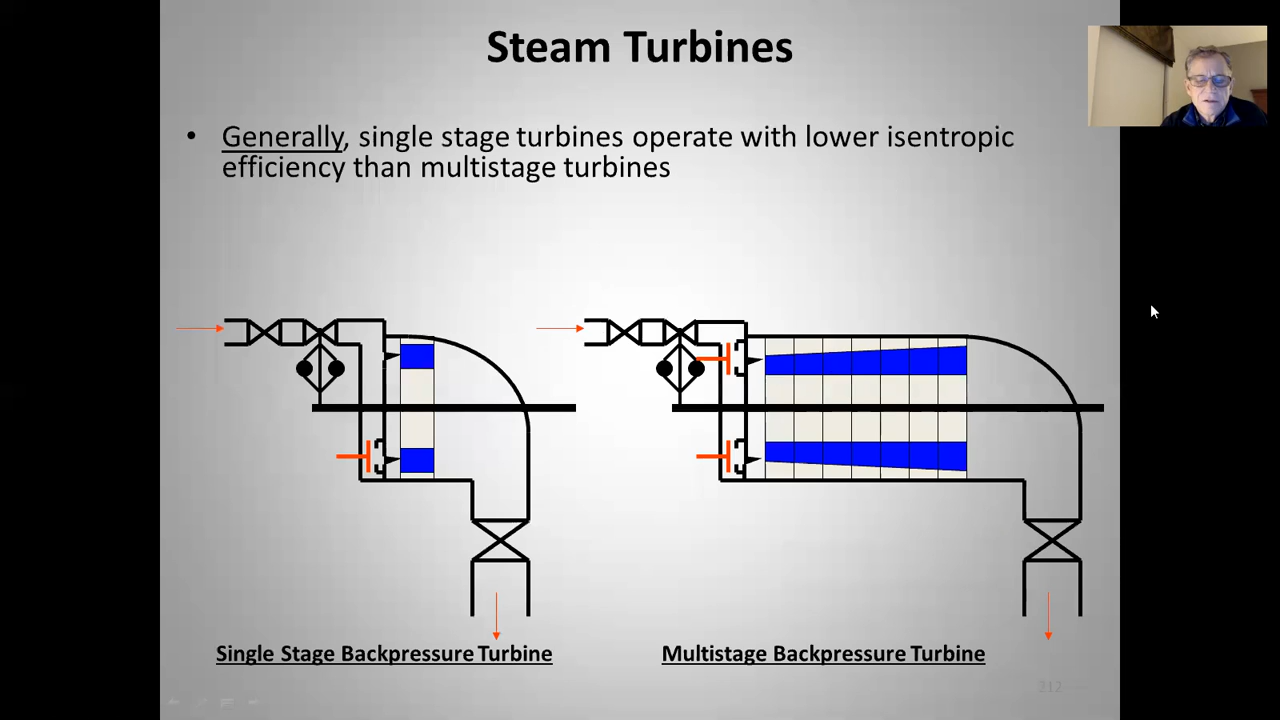 Steam Turbines
• Generally, single stage turbines operate with lower isentropic
efficiency than multistage turbines
Single Stage Backpressure Turbine
Multistage Backpressure Turbine
312